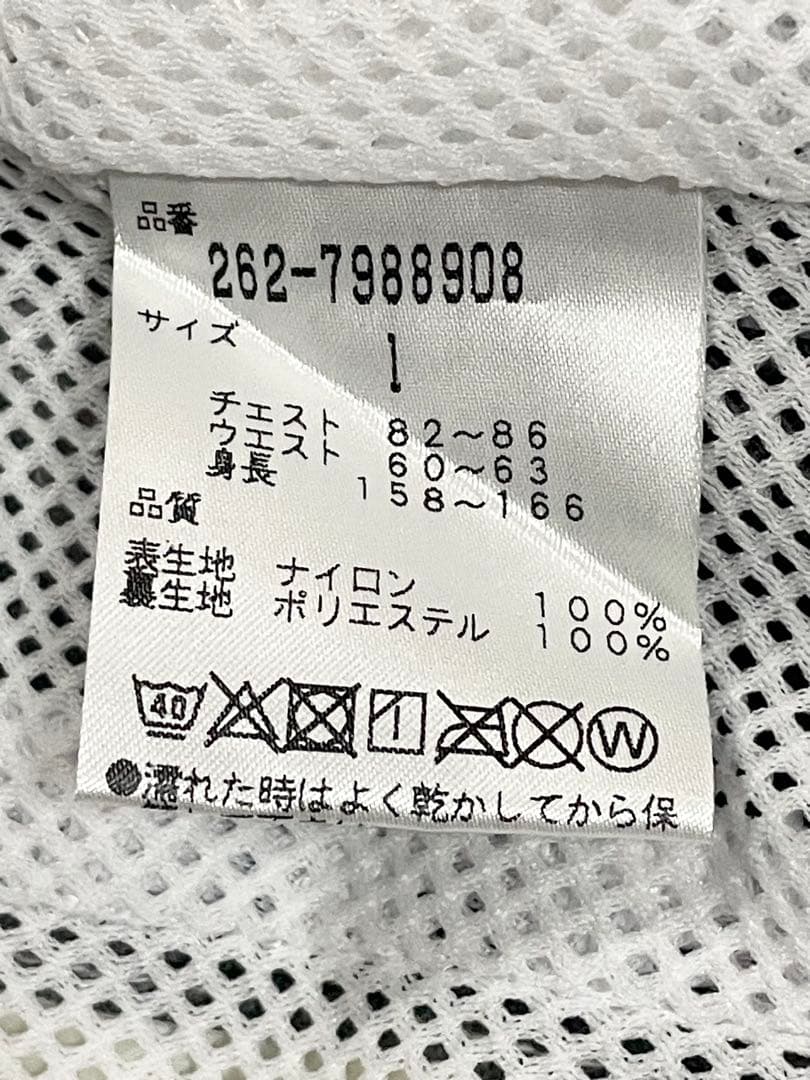 品番
262-7988908
サイズ
1
チェスト 82～86
ウエスト 60～63
身長 158～166
品質
表生地 ナイロン 100%
裏生地 ポリエステル 100%
40
W
●濡れた時はよく乾かしてから保